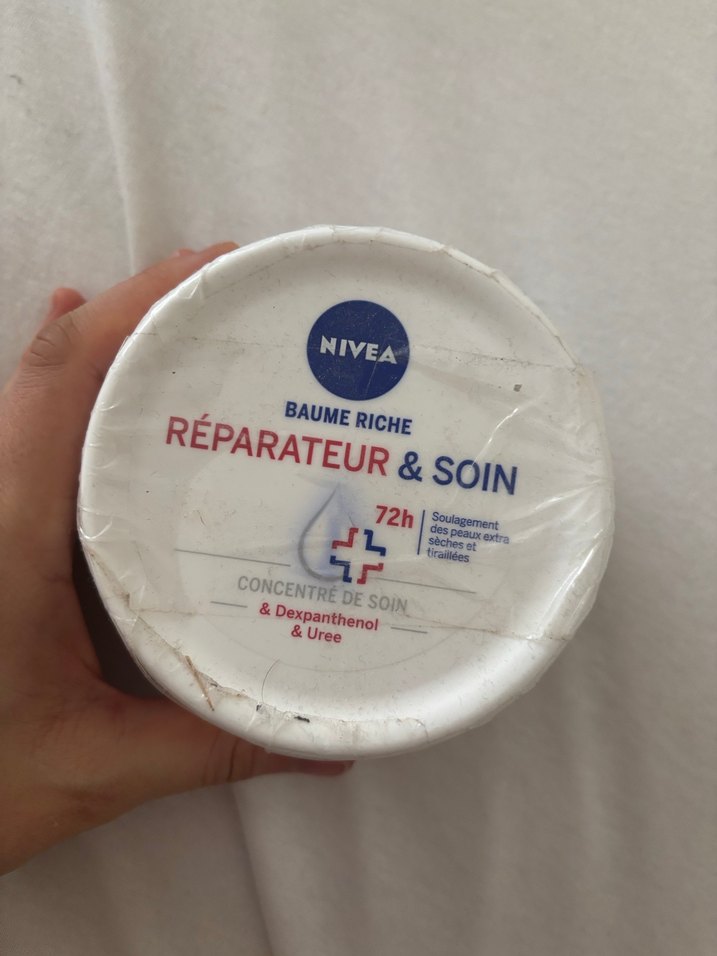 NIVEA
BAUME RICHE
RÉPARATEUR & SOIN
72h
Soulagement
des peaux extra
sèches et
tiraillées
CONCENTRÉ DE SOIN
& Dexpanthenol
& Uree